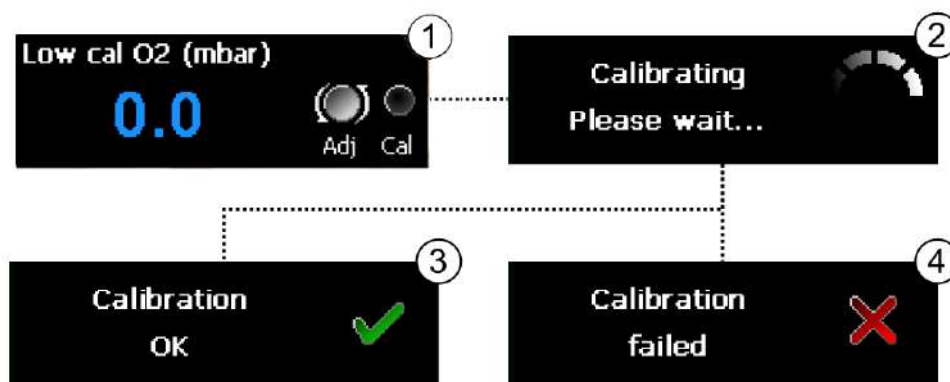 1
Low cal O2 (mbar)
0.0
Adj Cal
2
Calibrating
Please wait...
3
Calibration
OK
4
Calibration
failed